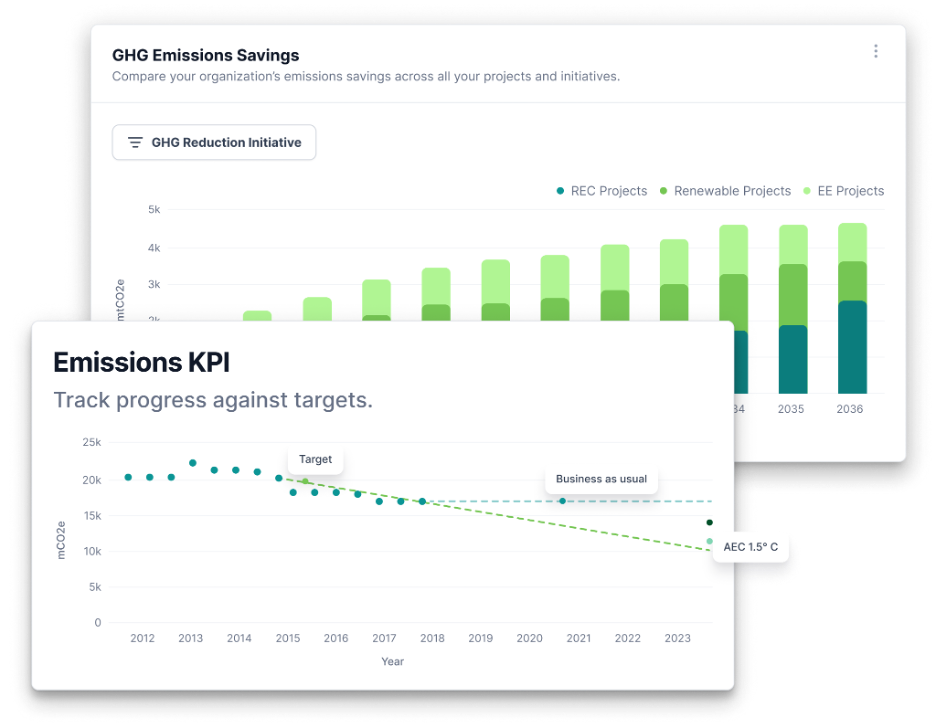 GHG Emissions Savings
Compare your organization's emissions savings across all your projects and initiatives.
GHG Reduction Initiative
REC Projects
Renewable Projects
EE Projects
5k
4k
3k
mtCO2e
2035
2036
Emissions KPI
Track progress against targets.
25k
20k
15k
10k
5k
0
mCO2e
Target
Business as usual
AEC 1.5° C
2012
2013
2014
2015
2016
2017
2018
2019
2020
2021
2022
2023
Year